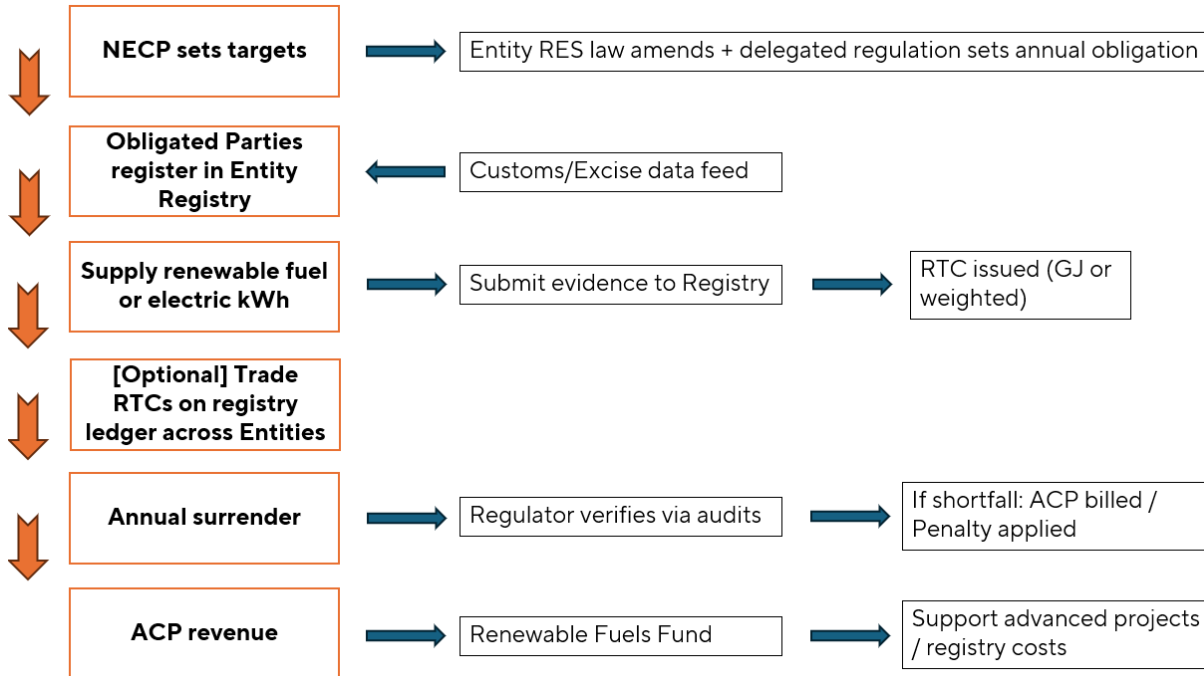 NECP sets targets
Entity RES law amends + delegated regulation sets annual obligation
Obligated Parties
register in Entity
Registry
Customs/Excise data feed
Supply renewable fuel
or electric kWh
Submit evidence to Registry
RTC issued (GJ or
weighted)
[Optional] Trade
RTCs on registry
ledger across Entities
Annual surrender
Regulator verifies via audits
If shortfall: ACP billed /
Penalty applied
ACP revenue
Renewable Fuels Fund
Support advanced projects
/ registry costs